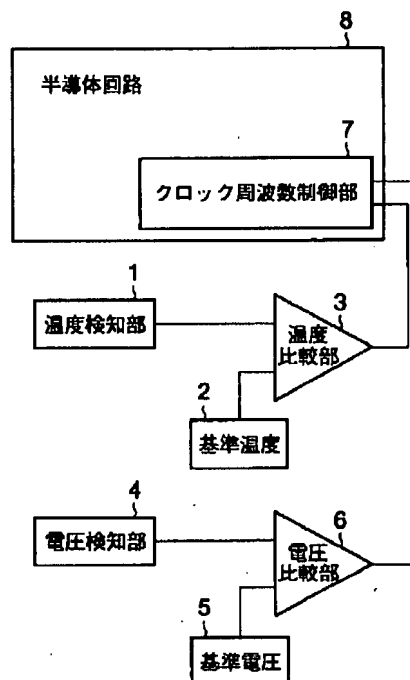 8
半導体回路
7
クロック周波数制御部
1
温度検知部
3
温度
比較部
2
基準温度
4
電圧検知部
6
電圧
比較部
5
基準電圧